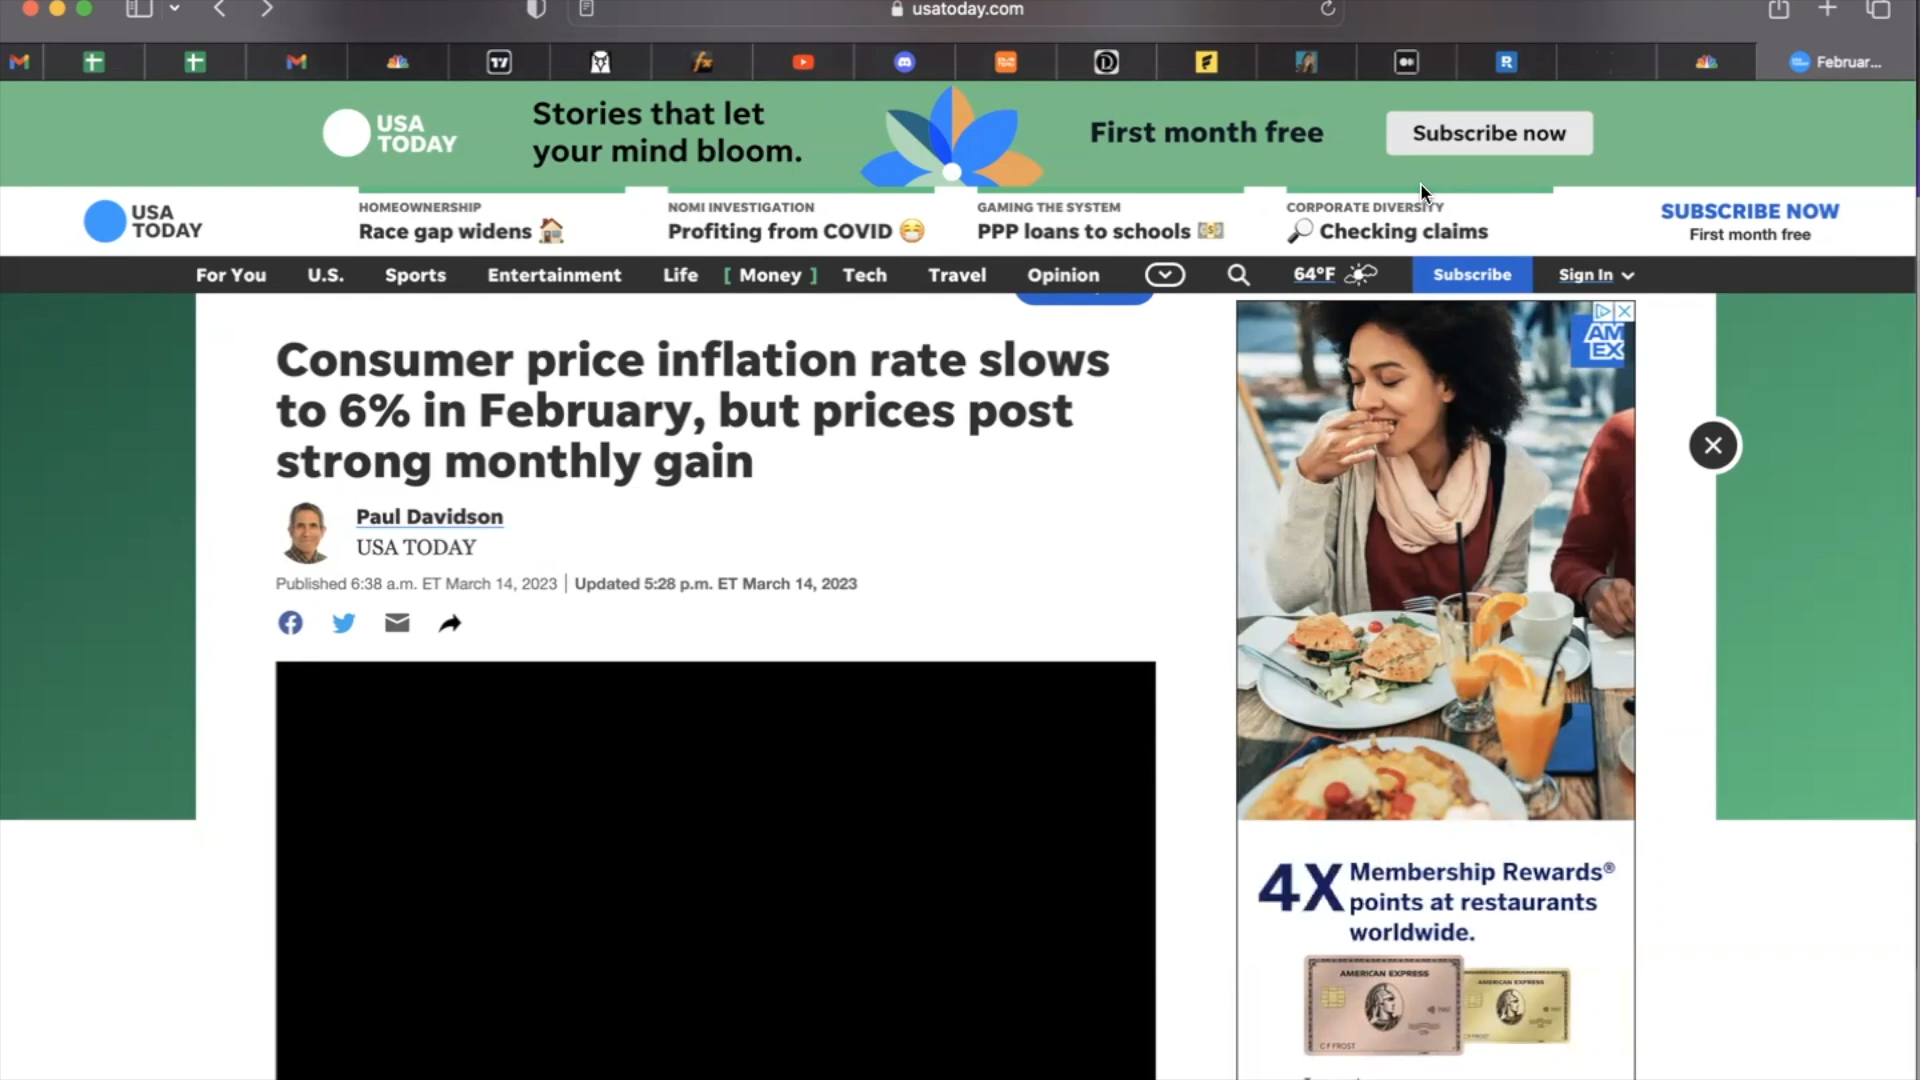 usatoday.com
Februar...
USA
TODAY
Stories that let
your mind bloom.
First month free
Subscribe now
USA
TODAY
HOMEOWNERSHIP
Race gap widens
NOMI INVESTIGATION
Profiting from COVID
GAMING THE SYSTEM
PPP loans to schools
CORPORATE DIVERSITY
Checking claims
SUBSCRIBE NOW
First month free
For You U.S. Sports Entertainment Life [ Money ] Tech Travel Opinion 64°F Subscribe Sign In
Consumer price inflation rate slows
to 6% in February, but prices post
strong monthly gain
Paul Davidson
USA TODAY
Published 6:38 a.m. ET March 14, 2023 | Updated 5:28 p.m. ET March 14, 2023
AM
EX
4X Membership Rewards®
points at restaurants
worldwide.
AMERICAN EXPRESS
C F FROST
AMERICAN EXPRESS
C F FROST